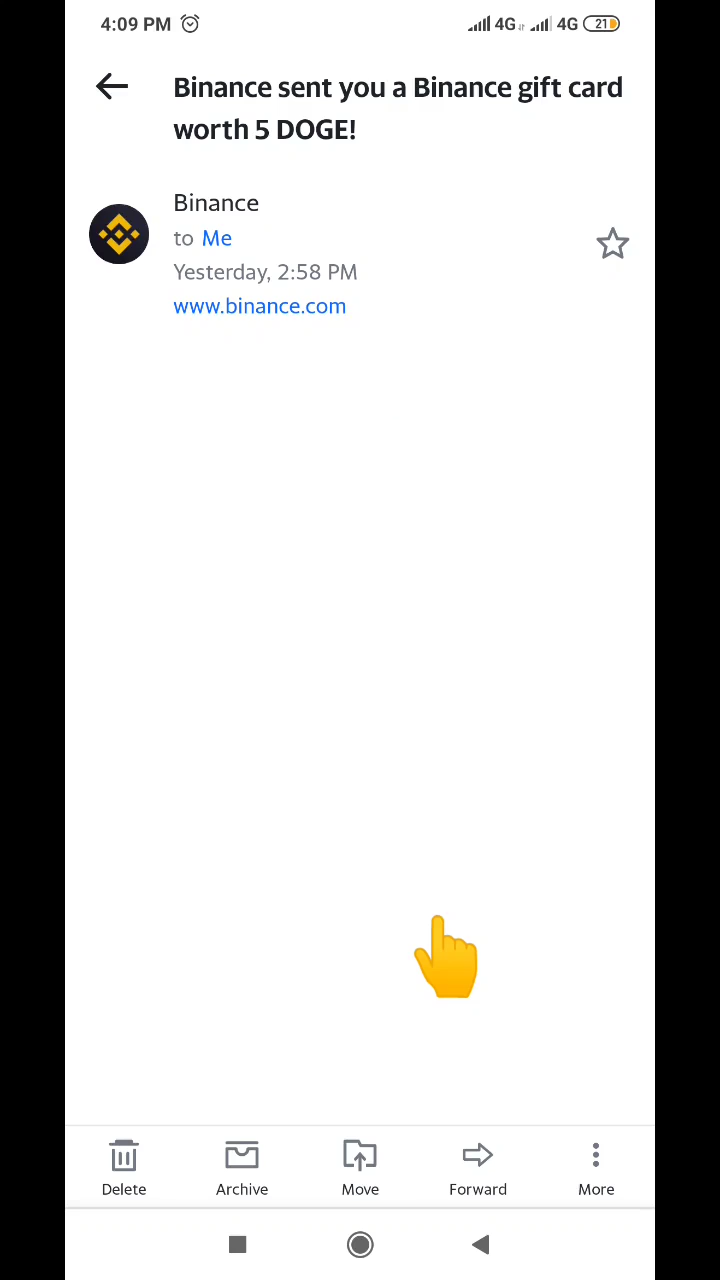 4:09 PM 4G 4G 21
Binance sent you a Binance gift card
worth 5 DOGE!
Binance
to Me
Yesterday, 2:58 PM
www.binance.com
Delete Archive Move Forward More